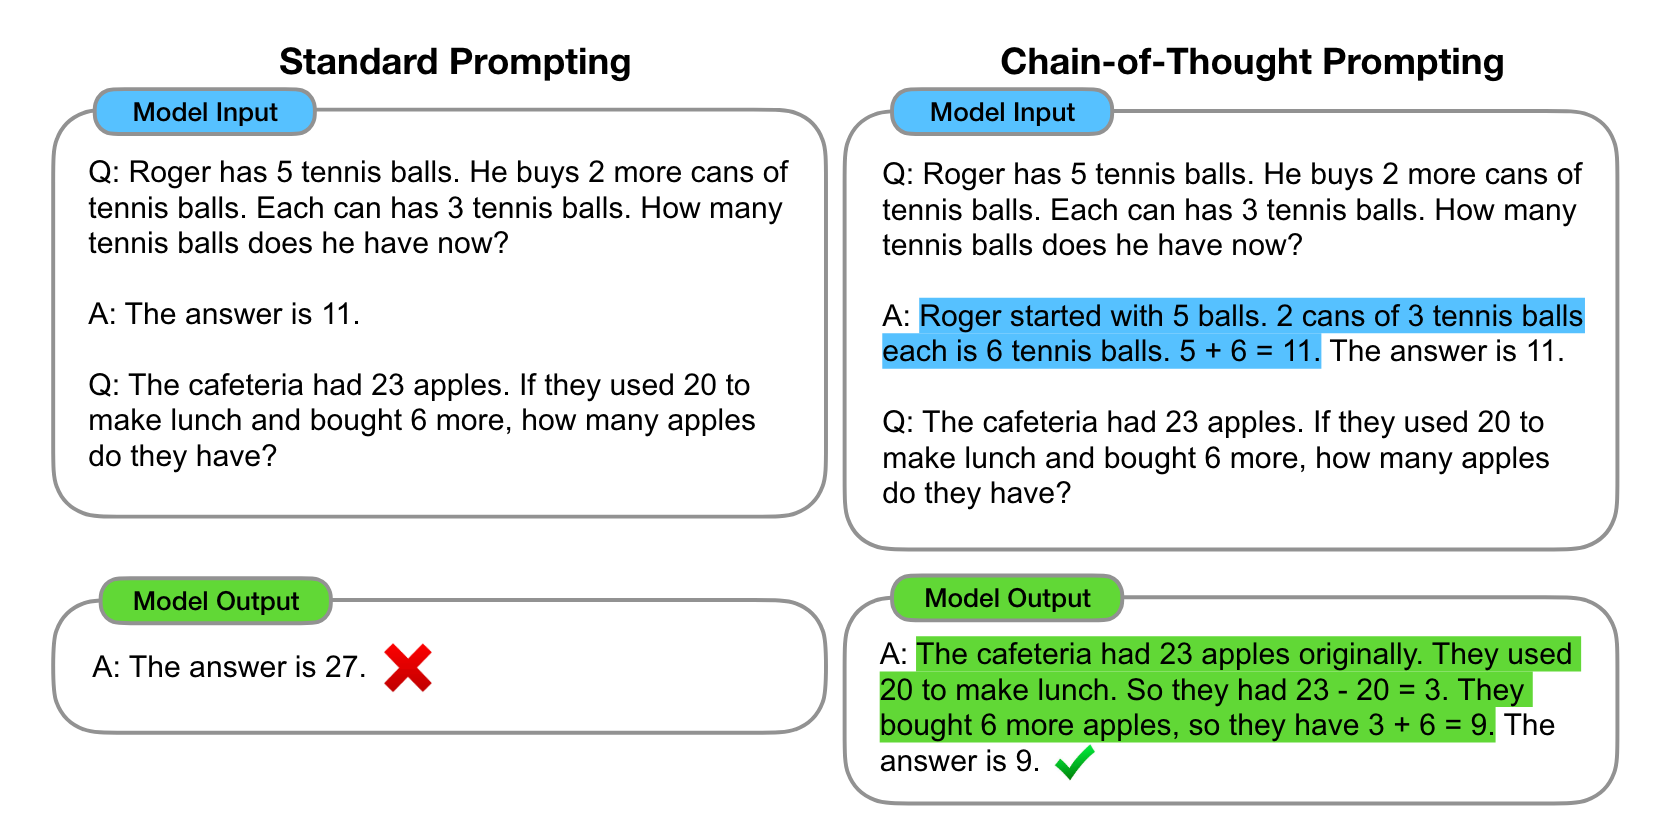 Standard Prompting
Model Input
Q: Roger has 5 tennis balls. He buys 2 more cans of
tennis balls. Each can has 3 tennis balls. How many
tennis balls does he have now?
A: The answer is 11.
Q: The cafeteria had 23 apples. If they used 20 to
make lunch and bought 6 more, how many apples
do they have?
Model Output
A: The answer is 27.
Chain-of-Thought Prompting
Model Input
Q: Roger has 5 tennis balls. He buys 2 more cans of
tennis balls. Each can has 3 tennis balls. How many
tennis balls does he have now?
A: Roger started with 5 balls. 2 cans of 3 tennis balls
each is 6 tennis balls. 5 + 6 = 11. The answer is 11.
Q: The cafeteria had 23 apples. If they used 20 to
make lunch and bought 6 more, how many apples
do they have?
Model Output
A: The cafeteria had 23 apples originally. They used
20 to make lunch. So they had 23 - 20 = 3. They
bought 6 more apples, so they have 3 + 6 = 9. The
answer is 9.